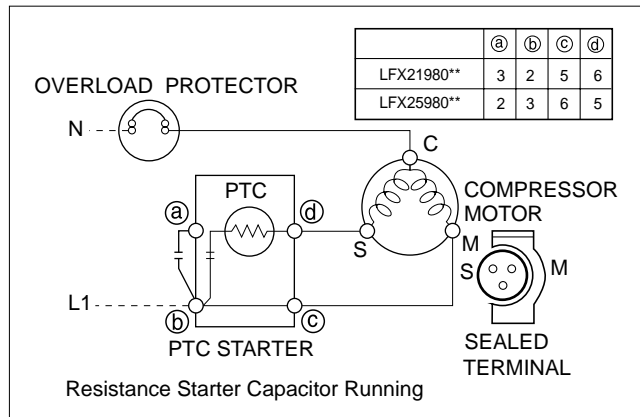 ⓐ ⓑ ⓒ ⓓ
LFX21980** 3 2 5 6
LFX25980** 2 3 6 5
OVERLOAD PROTECTOR
N
C
PTC
COMPRESSOR
MOTOR
ⓐ
ⓓ
S
M
S
M
L1
ⓑ
ⓒ
PTC STARTER
SEALED
TERMINAL
Resistance Starter Capacitor Running